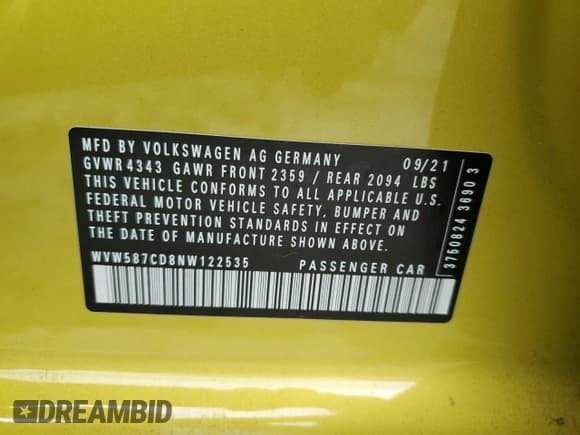 MFD BY VOLKSWAGEN AG GERMANY 09/21
GVWR 4343 GAWR FRONT 2359 / REAR 2094 LBS
THIS VEHICLE CONFORMS TO ALL APPLICABLE U.S.
FEDERAL MOTOR VEHICLE SAFETY, BUMPER AND
THEFT PREVENTION STANDARDS IN EFFECT ON
THE DATE OF MANUFACTURE SHOWN ABOVE.
WVW587CD8NW122535 PASSENGER CAR
3750824 3690 3
DREAMBID